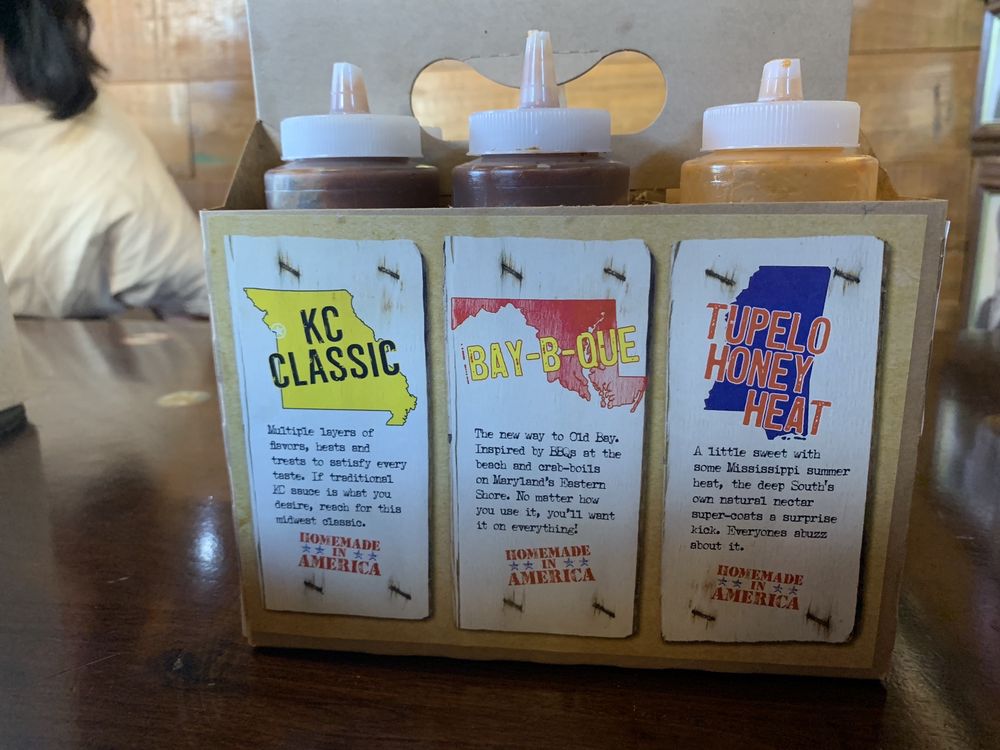 KC
CLASSIC
Multiple layers of
flavors, heats and
treats to satisfy every
taste. If traditional
KC sauce is what you
desire, reach for this
midwest classic.
HOMEMADE
IN
AMERICA
BAY-B-QUE
The new way to Old Bay.
Inspired by BBQs at the
beach and crab-boils
on Maryland's Eastern
Shore. No matter how
you use it, you'll want
it on everything!
HOMEMADE
IN
AMERICA
TUPELO
HONEY
HEAT
A little sweet with
some Mississippi summer
heat, the deep South's
own natural nectar
super-coats a surprise
kick. Everyones abuzz
about it.
HOMEMADE
IN
AMERICA